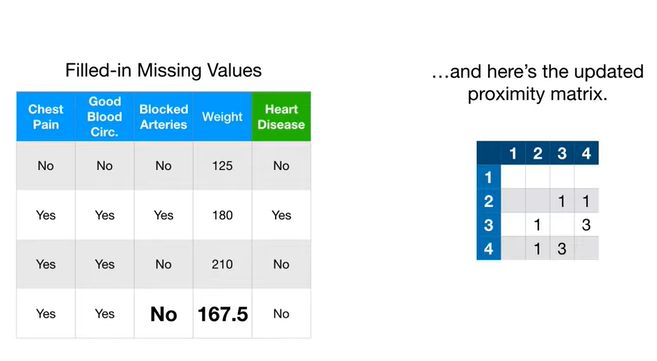 Filled-in Missing Values
Chest Pain Good Blood Circ. Blocked Arteries Weight Heart Disease
No No No 125 No
Yes Yes Yes 180 Yes
Yes Yes No 210 No
Yes Yes No 167.5 No
…and here’s the updated
proximity matrix.
1 2 3 4
1
2 1 1
3 1 3
4 1 3